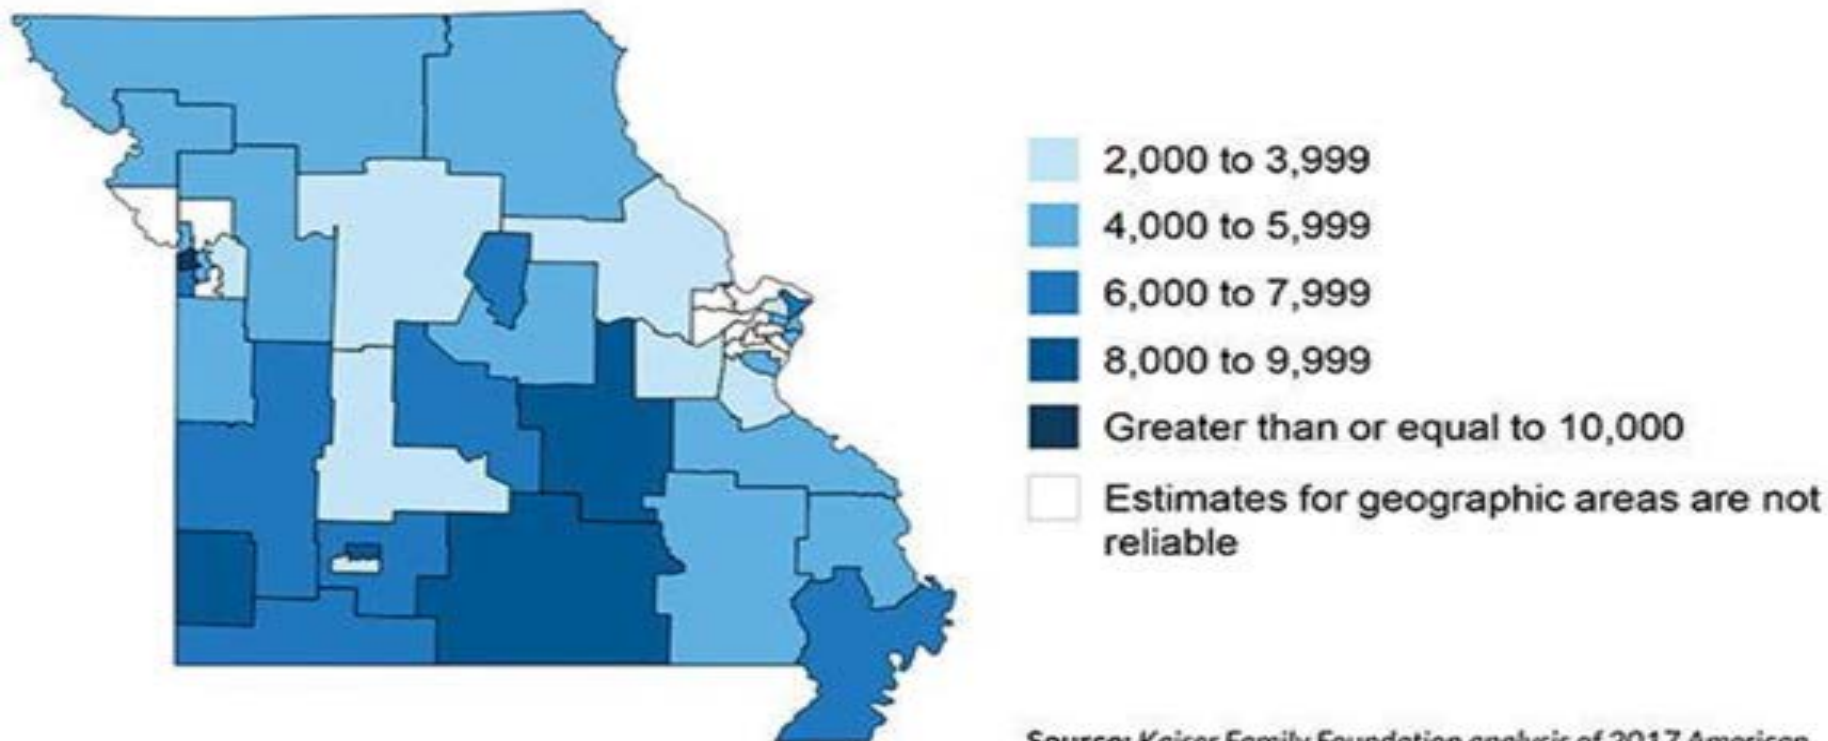 2,000 to 3,999
4,000 to 5,999
6,000 to 7,999
8,000 to 9,999
Greater than or equal to 10,000
Estimates for geographic areas are not
reliable
Source: Kaiser Family Foundation analysis of 2017 American